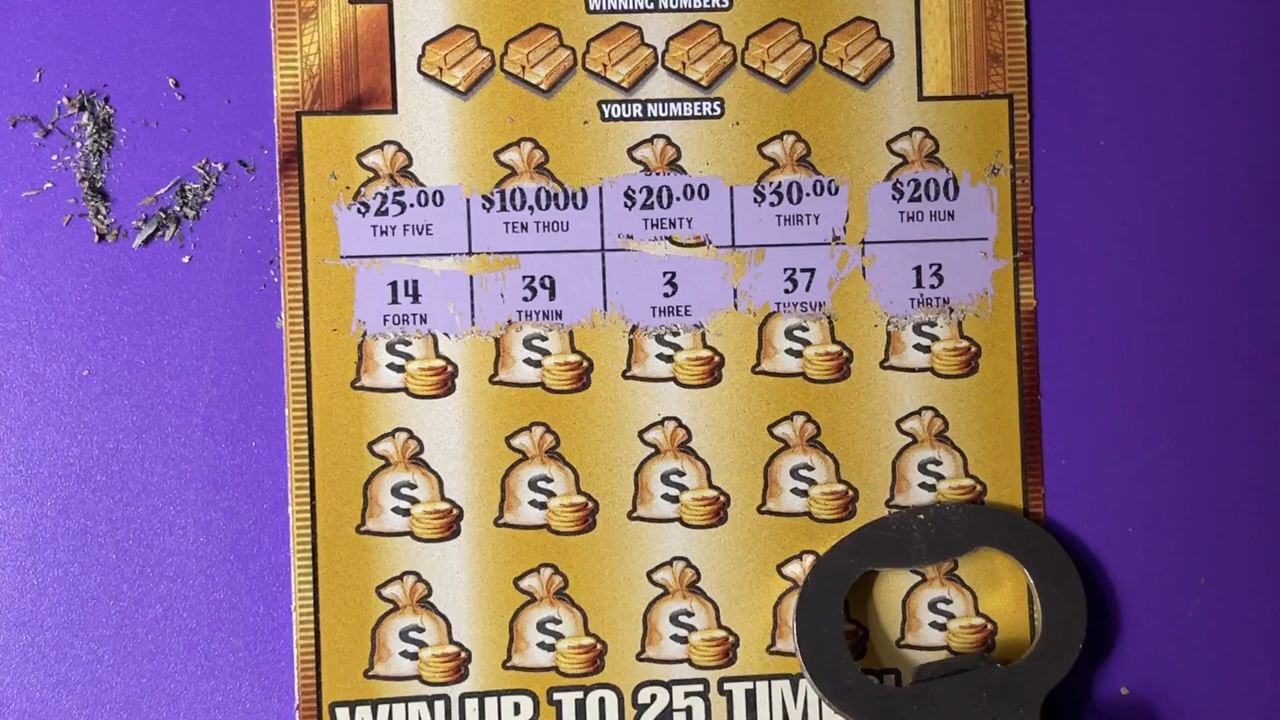 WINNING NUMBERS
YOUR NUMBERS
$25.00 $10,000 $20.00 $30.00 $200
TWY FIVE TEN THOU TWENTY THIRTY TWO HUN
14 39 3 37 13
FORTN THYNIN THREE THYSVN THRTN
$ $ $ $ $
$ $ $ $ $
$ $ $ $
WIN UP TO 25